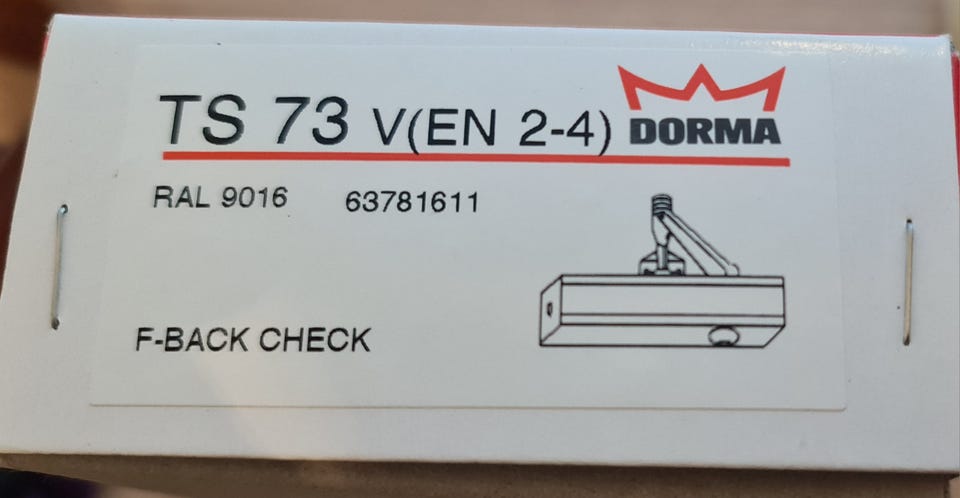 TS 73 V(EN 2-4) DORMA
RAL 9016 63781611
F-BACK CHECK